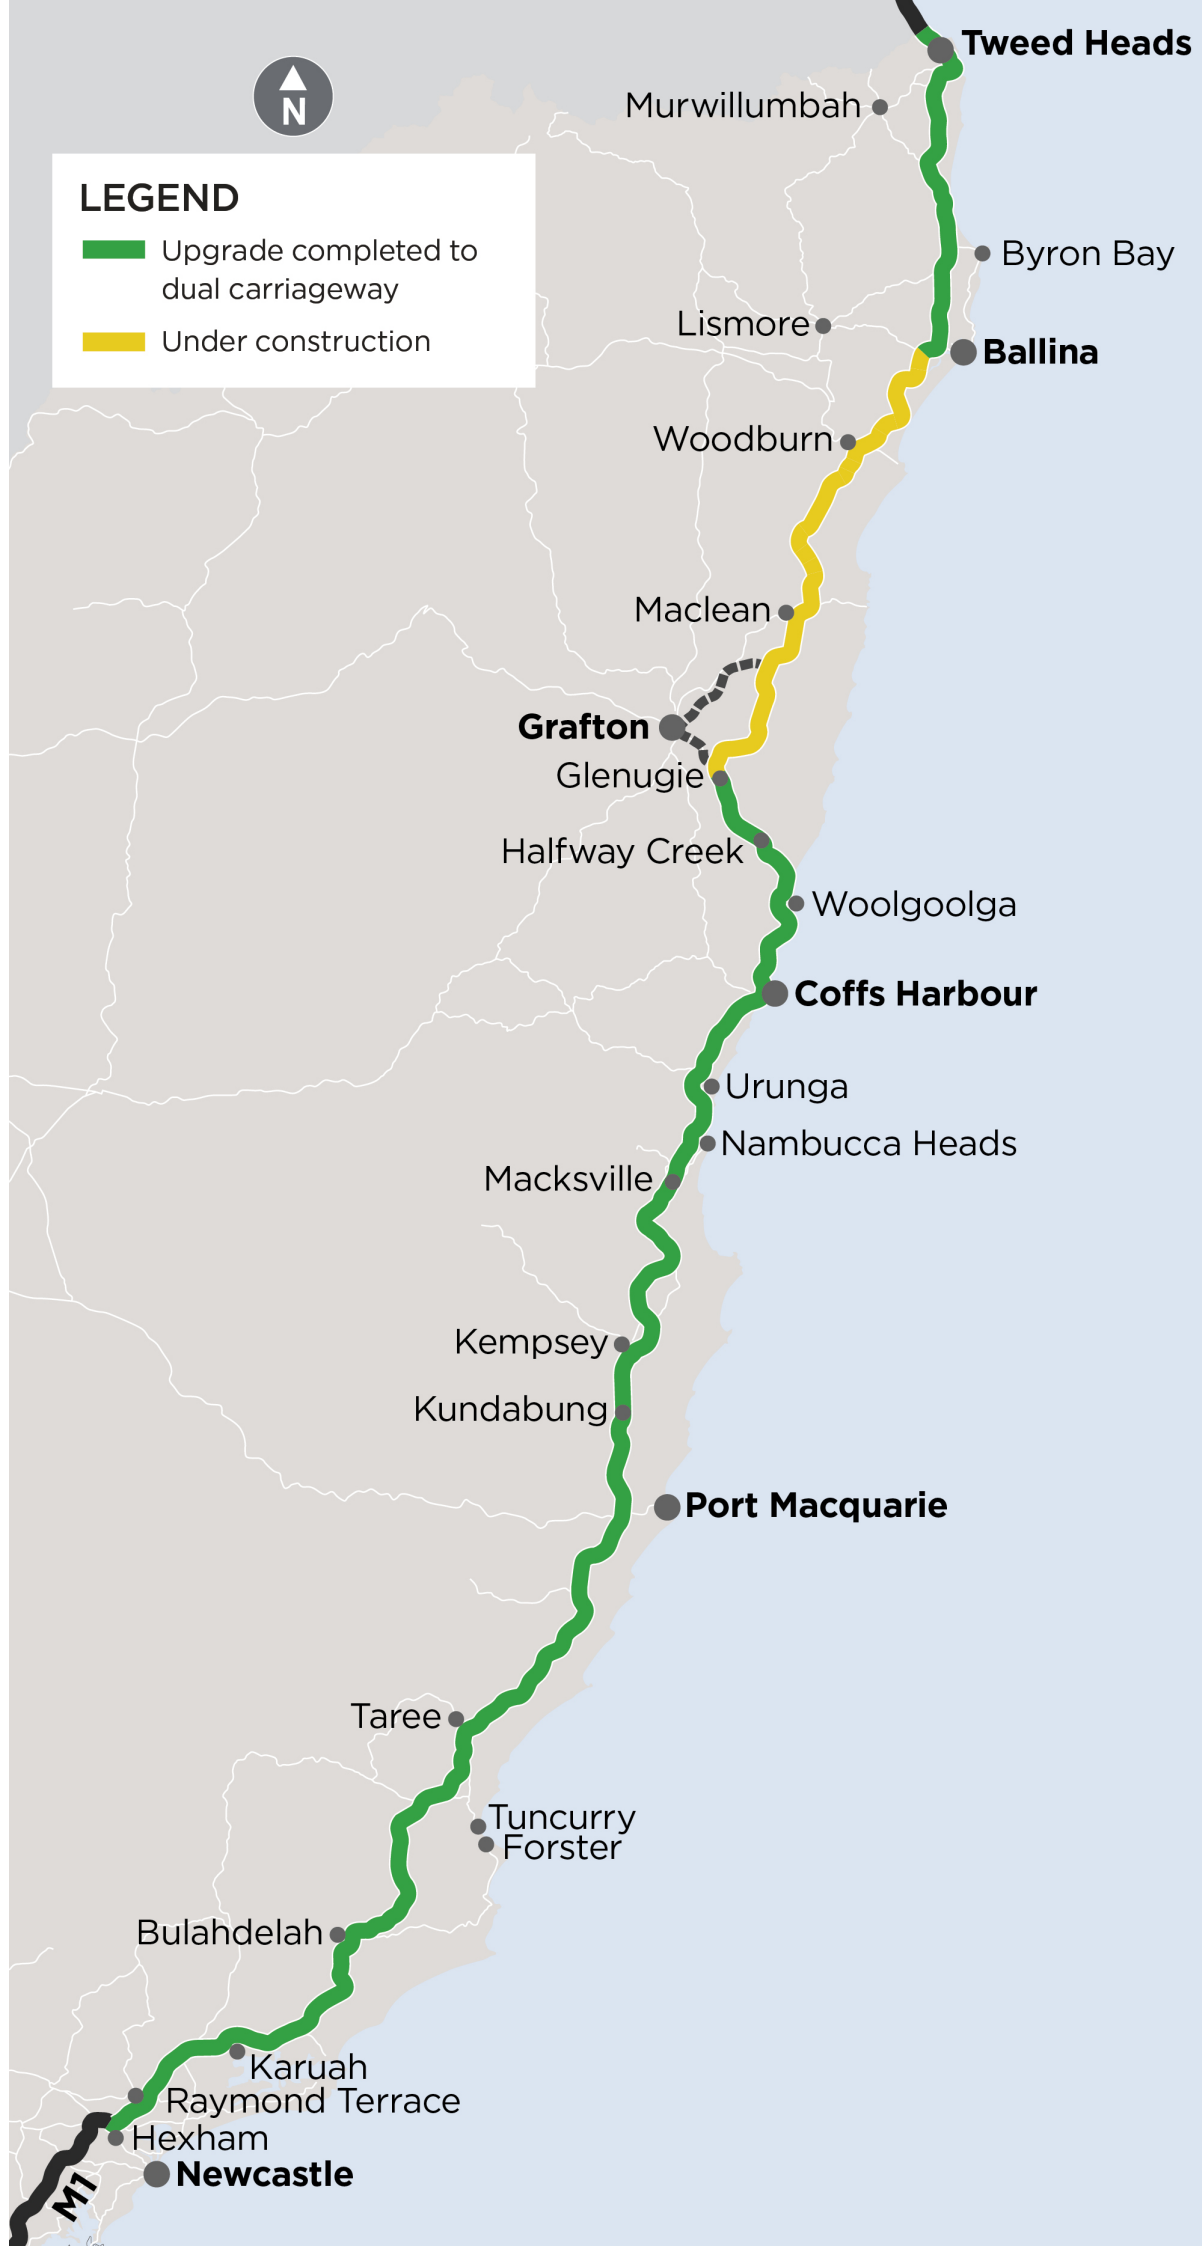 Tweed Heads
Murwillumbah
N
LEGEND
Upgrade completed to
dual carriageway
Under construction
Byron Bay
Lismore
Ballina
Woodburn
Maclean
Grafton
Glenugie
Halfway Creek
Woolgoolga
Coffs Harbour
Urunga
Nambucca Heads
Macksville
Kempsey
Kundabung
Port Macquarie
Taree
Tuncurry
Forster
Bulahdelah
Karuah
Raymond Terrace
Hexham
Newcastle
M1